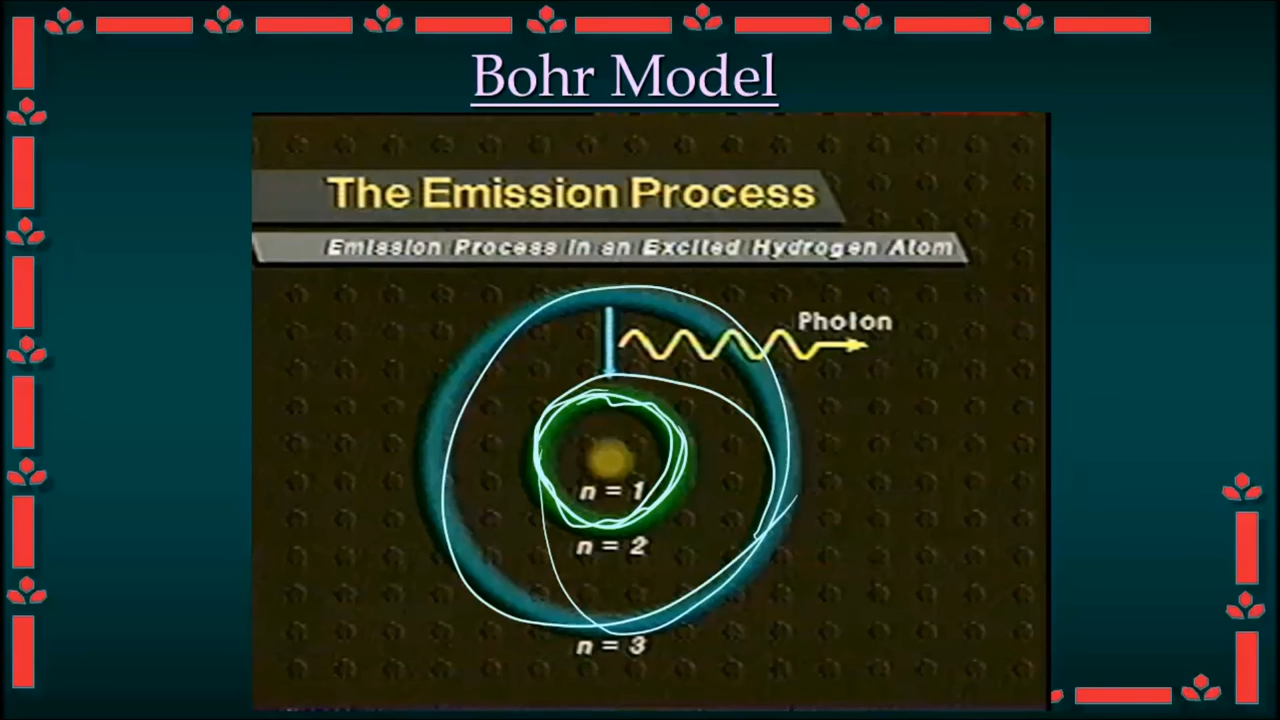 Bohr Model
The Emission Process
Emission Process in an Excited Hydrogen Atom
Photon
n = 1
n = 2
n = 3